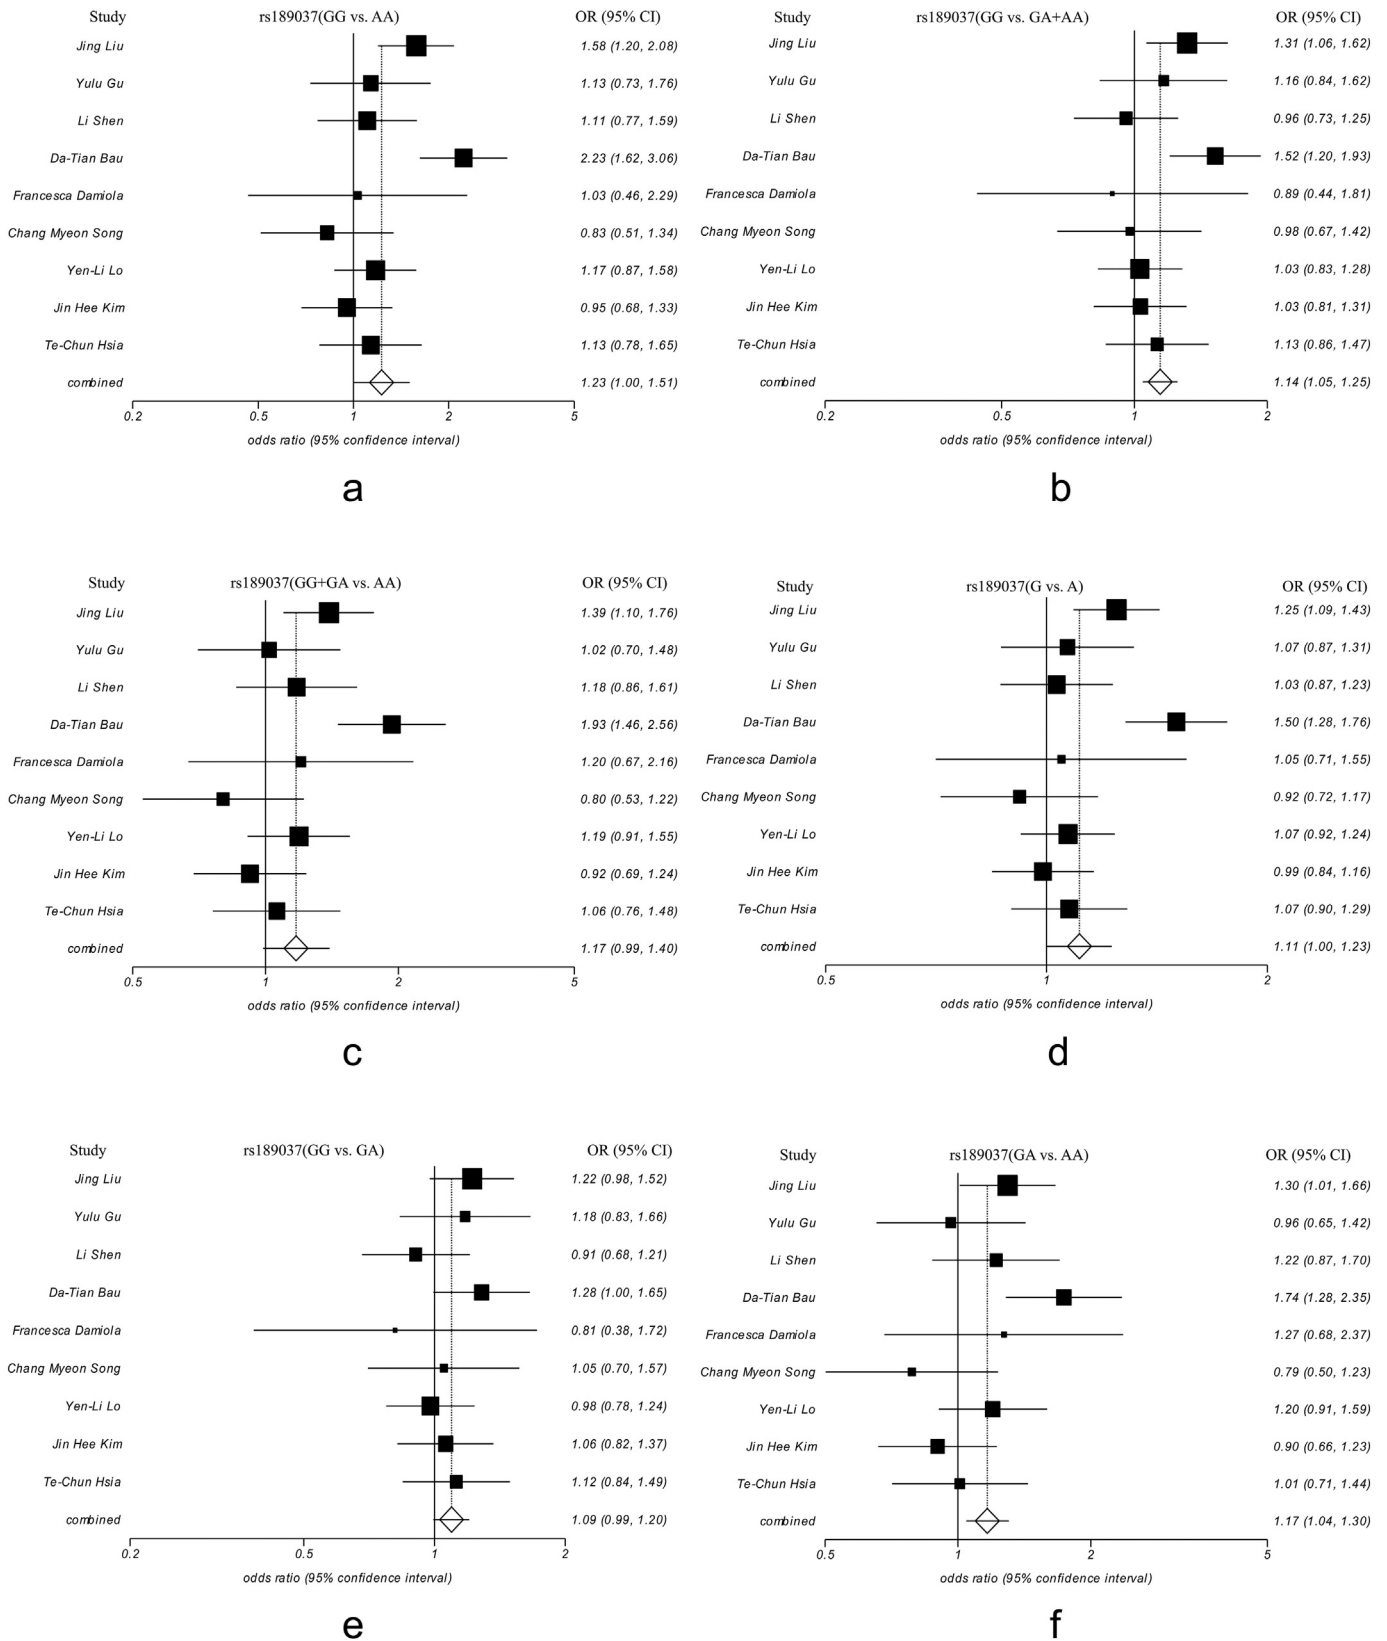 Study rs189037(GG vs. AA) OR (95% CI)
Jing Liu 1.58 (1.20, 2.08)
Yulu Gu 1.13 (0.73, 1.76)
Li Shen 1.11 (0.77, 1.59)
Da-Tian Bau 2.23 (1.62, 3.06)
Francesca Damiola 1.03 (0.46, 2.29)
Chang Myeon Song 0.83 (0.51, 1.34)
Yen-Li Lo 1.17 (0.87, 1.58)
Jin Hee Kim 0.95 (0.68, 1.33)
Te-Chun Hsia 1.13 (0.78, 1.65)
combined 1.23 (1.00, 1.51)
0.2 0.5 1 2 5
odds ratio (95% confidence interval)
a
Study rs189037(GG vs. GA+AA) OR (95% CI)
Jing Liu 1.31 (1.06, 1.62)
Yulu Gu 1.16 (0.84, 1.62)
Li Shen 0.96 (0.73, 1.25)
Da-Tian Bau 1.52 (1.20, 1.93)
Francesca Damiola 0.89 (0.44, 1.81)
Chang Myeon Song 0.98 (0.67, 1.42)
Yen-Li Lo 1.03 (0.83, 1.28)
Jin Hee Kim 1.03 (0.81, 1.31)
Te-Chun Hsia 1.13 (0.86, 1.47)
combined 1.14 (1.05, 1.25)
0.2 0.5 1 2
odds ratio (95% confidence interval)
b
Study rs189037(GG+GA vs. AA) OR (95% CI)
Jing Liu 1.39 (1.10, 1.76)
Yulu Gu 1.02 (0.70, 1.48)
Li Shen 1.18 (0.86, 1.61)
Da-Tian Bau 1.93 (1.46, 2.56)
Francesca Damiola 1.20 (0.67, 2.16)
Chang Myeon Song 0.80 (0.53, 1.22)
Yen-Li Lo 1.19 (0.91, 1.55)
Jin Hee Kim 0.92 (0.69, 1.24)
Te-Chun Hsia 1.06 (0.76, 1.48)
combined 1.17 (0.99, 1.40)
0.5 1 2 5
odds ratio (95% confidence interval)
c
Study rs189037(G vs. A) OR (95% CI)
Jing Liu 1.25 (1.09, 1.43)
Yulu Gu 1.07 (0.87, 1.31)
Li Shen 1.03 (0.87, 1.23)
Da-Tian Bau 1.50 (1.28, 1.76)
Francesca Damiola 1.05 (0.71, 1.55)
Chang Myeon Song 0.92 (0.72, 1.17)
Yen-Li Lo 1.07 (0.92, 1.24)
Jin Hee Kim 0.99 (0.84, 1.16)
Te-Chun Hsia 1.07 (0.90, 1.29)
combined 1.11 (1.00, 1.23)
0.5 1 2
odds ratio (95% confidence interval)
d
Study rs189037(GG vs. GA) OR (95% CI)
Jing Liu 1.22 (0.98, 1.52)
Yulu Gu 1.18 (0.83, 1.66)
Li Shen 0.91 (0.68, 1.21)
Da-Tian Bau 1.28 (1.00, 1.65)
Francesca Damiola 0.81 (0.38, 1.72)
Chang Myeon Song 1.05 (0.70, 1.57)
Yen-Li Lo 0.98 (0.78, 1.24)
Jin Hee Kim 1.06 (0.82, 1.37)
Te-Chun Hsia 1.12 (0.84, 1.49)
combined 1.09 (0.99, 1.20)
0.2 0.5 1 2
odds ratio (95% confidence interval)
e
Study rs189037(GA vs. AA) OR (95% CI)
Jing Liu 1.30 (1.01, 1.66)
Yulu Gu 0.96 (0.65, 1.42)
Li Shen 1.22 (0.87, 1.70)
Da-Tian Bau 1.74 (1.28, 2.35)
Francesca Damiola 1.27 (0.68, 2.37)
Chang Myeon Song 0.79 (0.50, 1.23)
Yen-Li Lo 1.20 (0.91, 1.59)
Jin Hee Kim 0.90 (0.66, 1.23)
Te-Chun Hsia 1.01 (0.71, 1.44)
combined 1.17 (1.04, 1.30)
0.5 1 2 5
odds ratio (95% confidence interval)
f